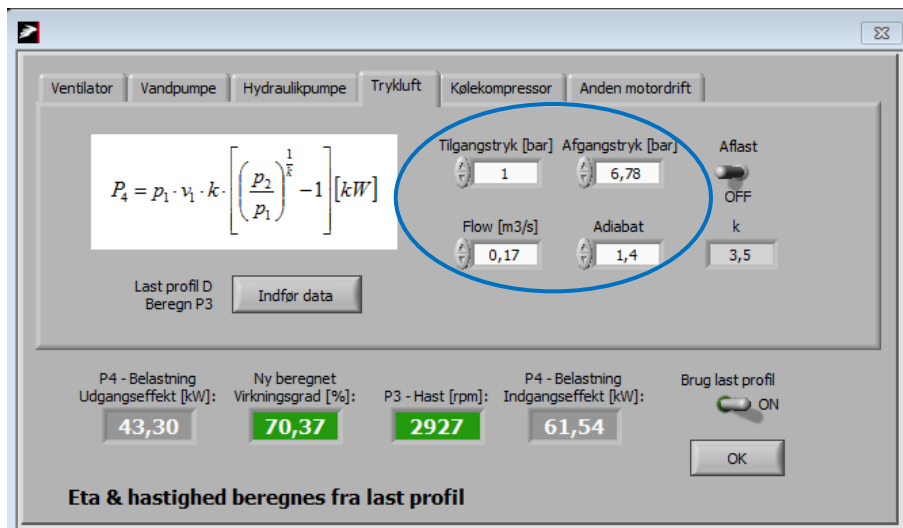 Ventilator Vandpumpe Hydraulikpumpe Trykluft Kølekompressor Anden motordrift
Tilgangstryk [bar] Afgangstryk [bar] Aflast
1 6,78
OFF
P₄ = p₁ · v₁ · k · [(p₂/p₁)^(1/k) − 1] [kW]
Flow [m3/s] Adiabat k
0,17 1,4 3,5
Last profil D
Beregn P3
Indfør data
P4 - Belastning
Udgangseffekt [kW]:
43,30
Ny beregnet
Virkningsgrad [%]:
70,37
P3 - Hast [rpm]:
2927
P4 - Belastning
Indgangseffekt [kW]:
61,54
Brug last profil
ON
OK
Eta & hastighed beregnes fra last profil